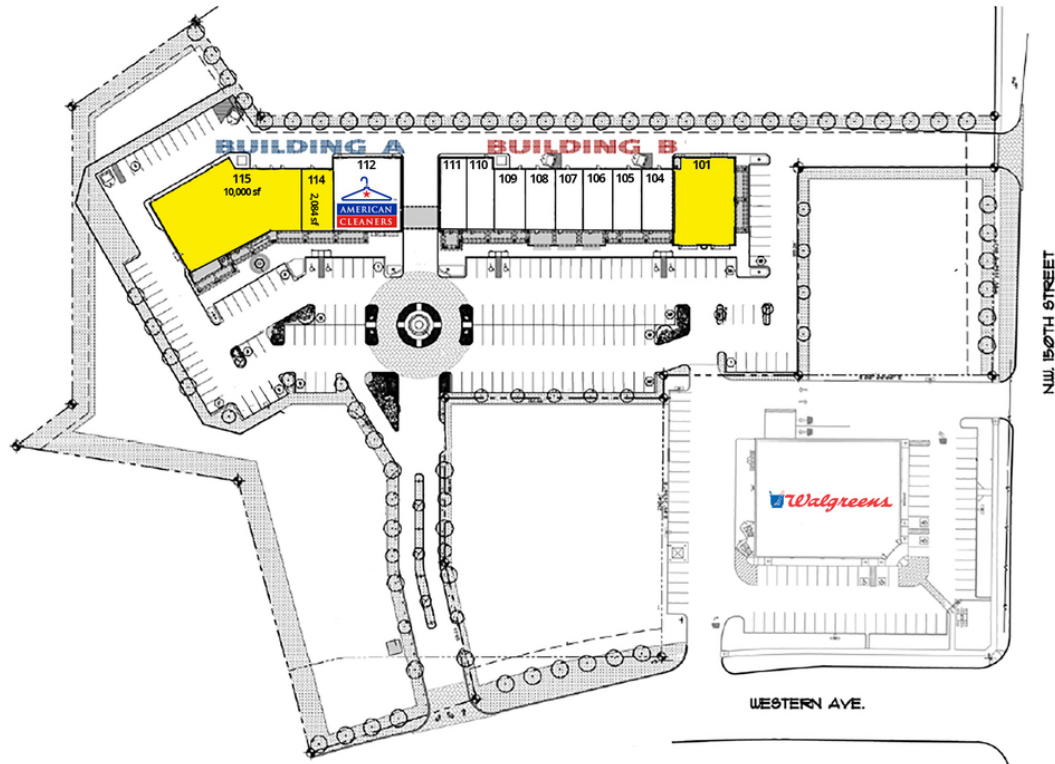 BUILDING A
BUILDING B
115
10,000 sf
114
2,084 sf
112
AMERICAN
CLEANERS
111
110
109
108
107
106
105
104
101
N.W. 150TH STREET
Walgreens
WESTERN AVE.